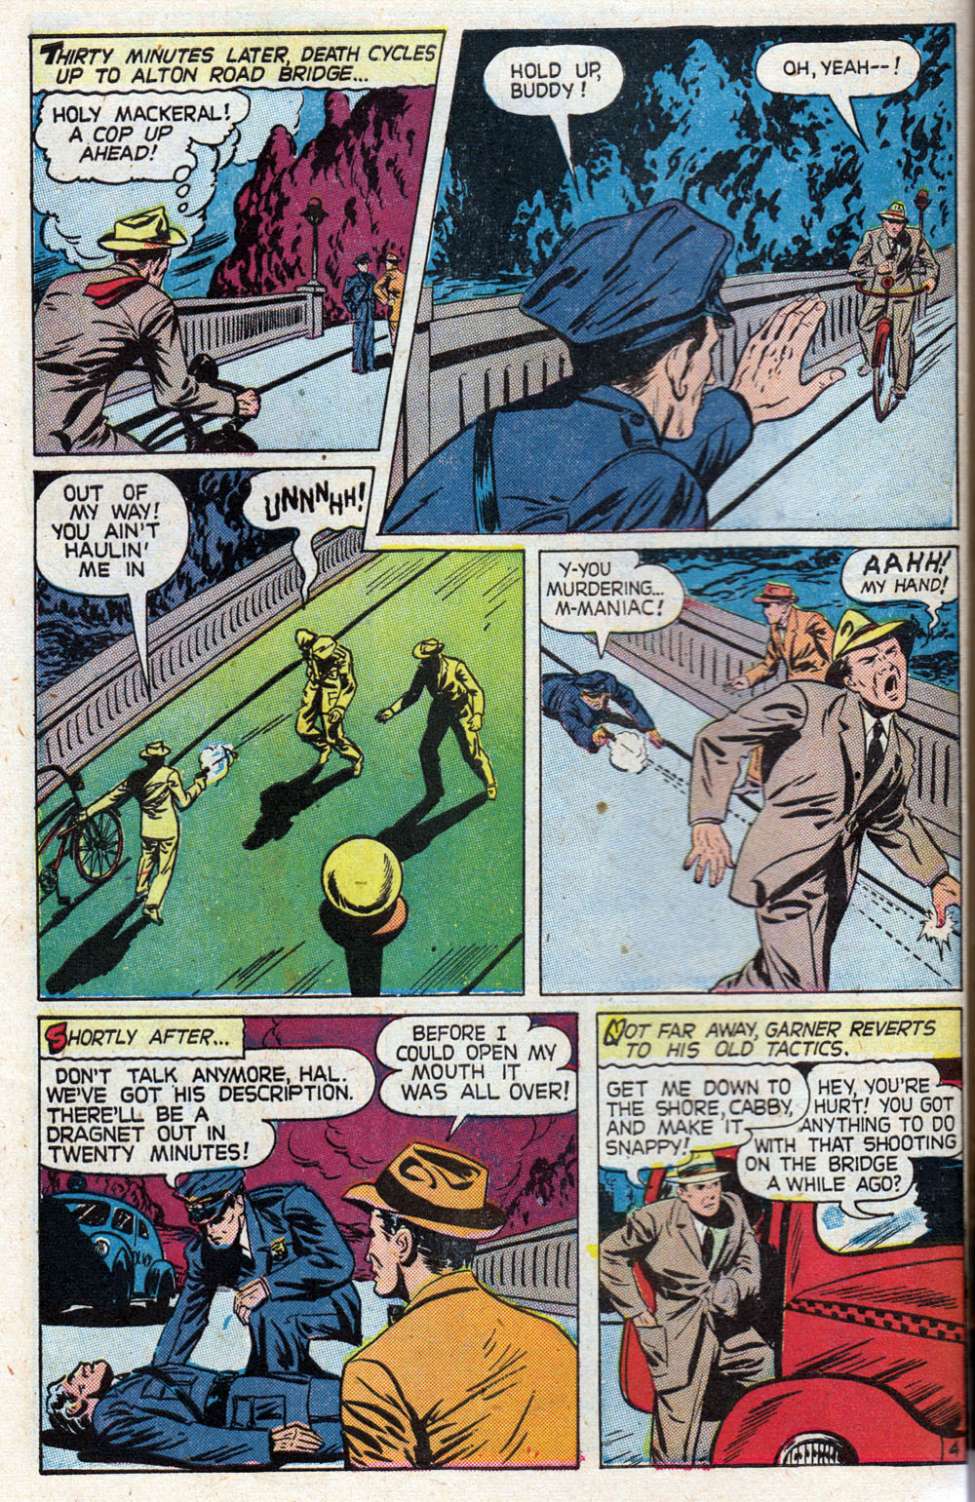 THIRTY MINUTES LATER, DEATH CYCLES
UP TO ALTON ROAD BRIDGE...
HOLY MACKERAL!
A COP UP
AHEAD!
HOLD UP,
BUDDY!
OH, YEAH--!
OUT OF
MY WAY!
YOU AIN'T
HAULIN'
ME IN
UNNNHH!
Y-YOU
MURDERING...
M-MANIAC!
AAHH!
MY HAND!
SHORTLY AFTER...
DON'T TALK ANYMORE, HAL.
WE'VE GOT HIS DESCRIPTION.
THERE'LL BE A
DRAGNET OUT IN
TWENTY MINUTES!
BEFORE I
COULD OPEN MY
MOUTH IT
WAS ALL OVER!
NOT FAR AWAY, GARNER REVERTS
TO HIS OLD TACTICS.
GET ME DOWN TO
THE SHORE, CABBY,
AND MAKE IT
SNAPPY!
HEY, YOU'RE
HURT! YOU GOT
ANYTHING TO DO
WITH THAT SHOOTING
ON THE BRIDGE
A WHILE AGO?
4